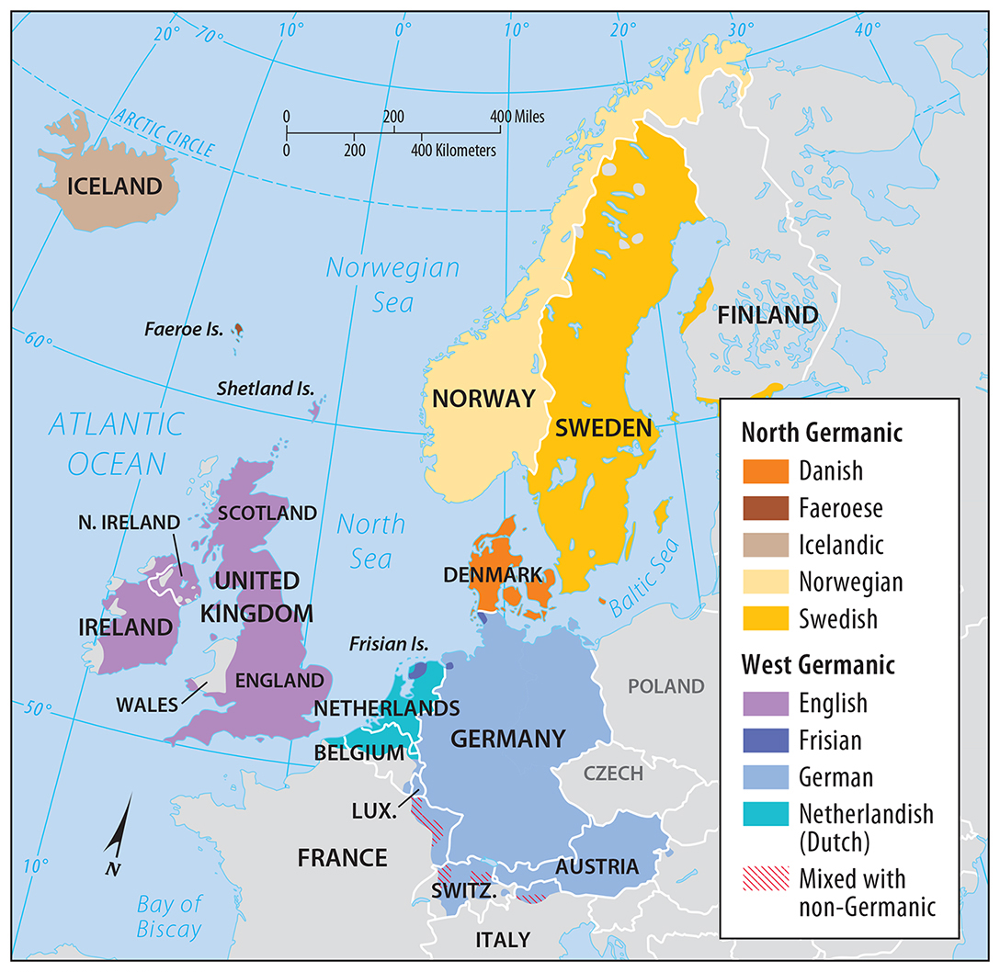 20°
70°
10°
0°
10°
20°
30°
40°
ARCTIC CIRCLE
0
200
400 Miles
0
200
400 Kilometers
ICELAND
Norwegian
Sea
Faeroe Is.
FINLAND
60°
Shetland Is.
NORWAY
SWEDEN
ATLANTIC
OCEAN
SCOTLAND
N. IRELAND
North
Sea
UNITED
KINGDOM
DENMARK
Baltic Sea
IRELAND
Frisian Is.
ENGLAND
WALES
50°
NETHERLANDS
GERMANY
POLAND
BELGIUM
CZECH
LUX.
FRANCE
AUSTRIA
N
10°
SWITZ.
Bay of
Biscay
ITALY
North Germanic
Danish
Faeroese
Icelandic
Norwegian
Swedish
West Germanic
English
Frisian
German
Netherlandish
(Dutch)
Mixed with
non-Germanic